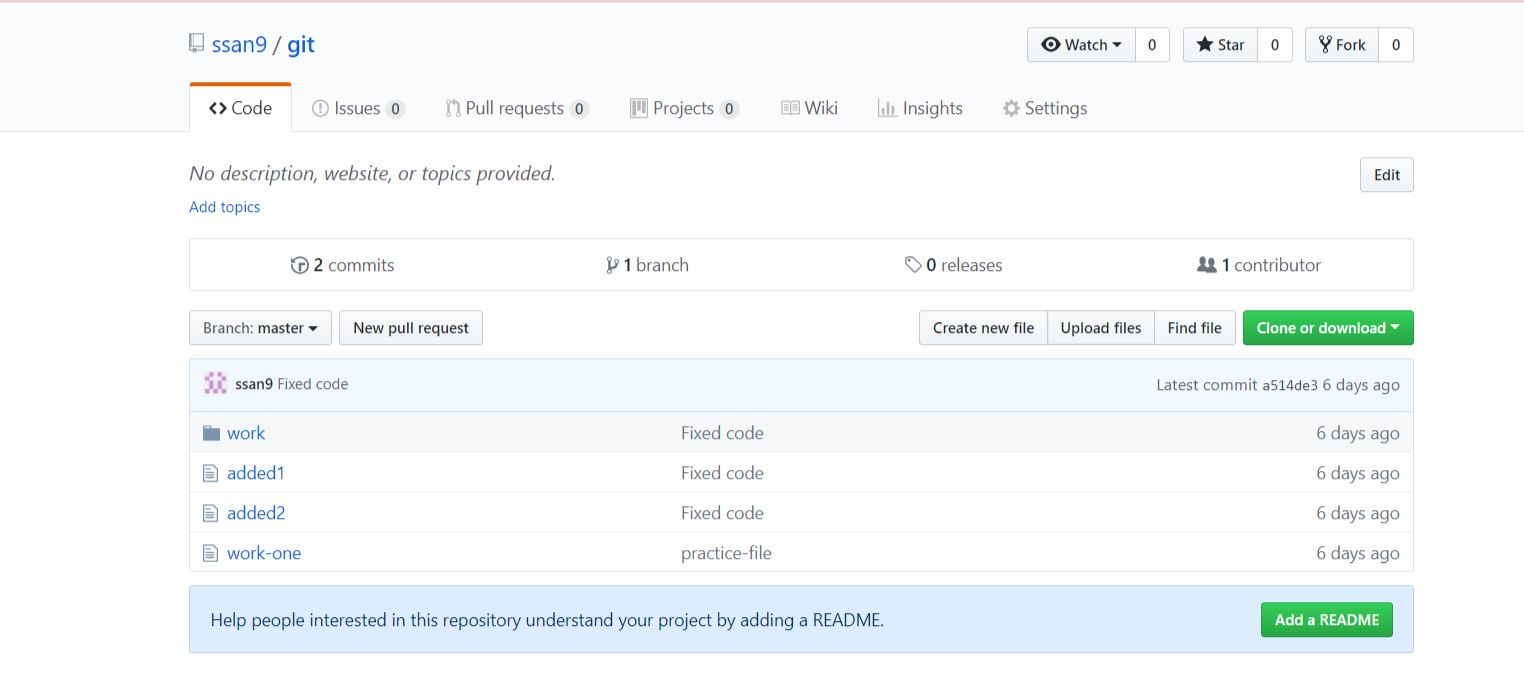 ssan9 / git Watch 0 Star 0 Fork 0
Code Issues 0 Pull requests 0 Projects 0 Wiki Insights Settings
No description, website, or topics provided. Edit
Add topics
2 commits 1 branch 0 releases 1 contributor
Branch: master New pull request Create new file Upload files Find file Clone or download
ssan9 Fixed code Latest commit a514de3 6 days ago
work Fixed code 6 days ago
added1 Fixed code 6 days ago
added2 Fixed code 6 days ago
work-one practice-file 6 days ago
Help people interested in this repository understand your project by adding a README. Add a README